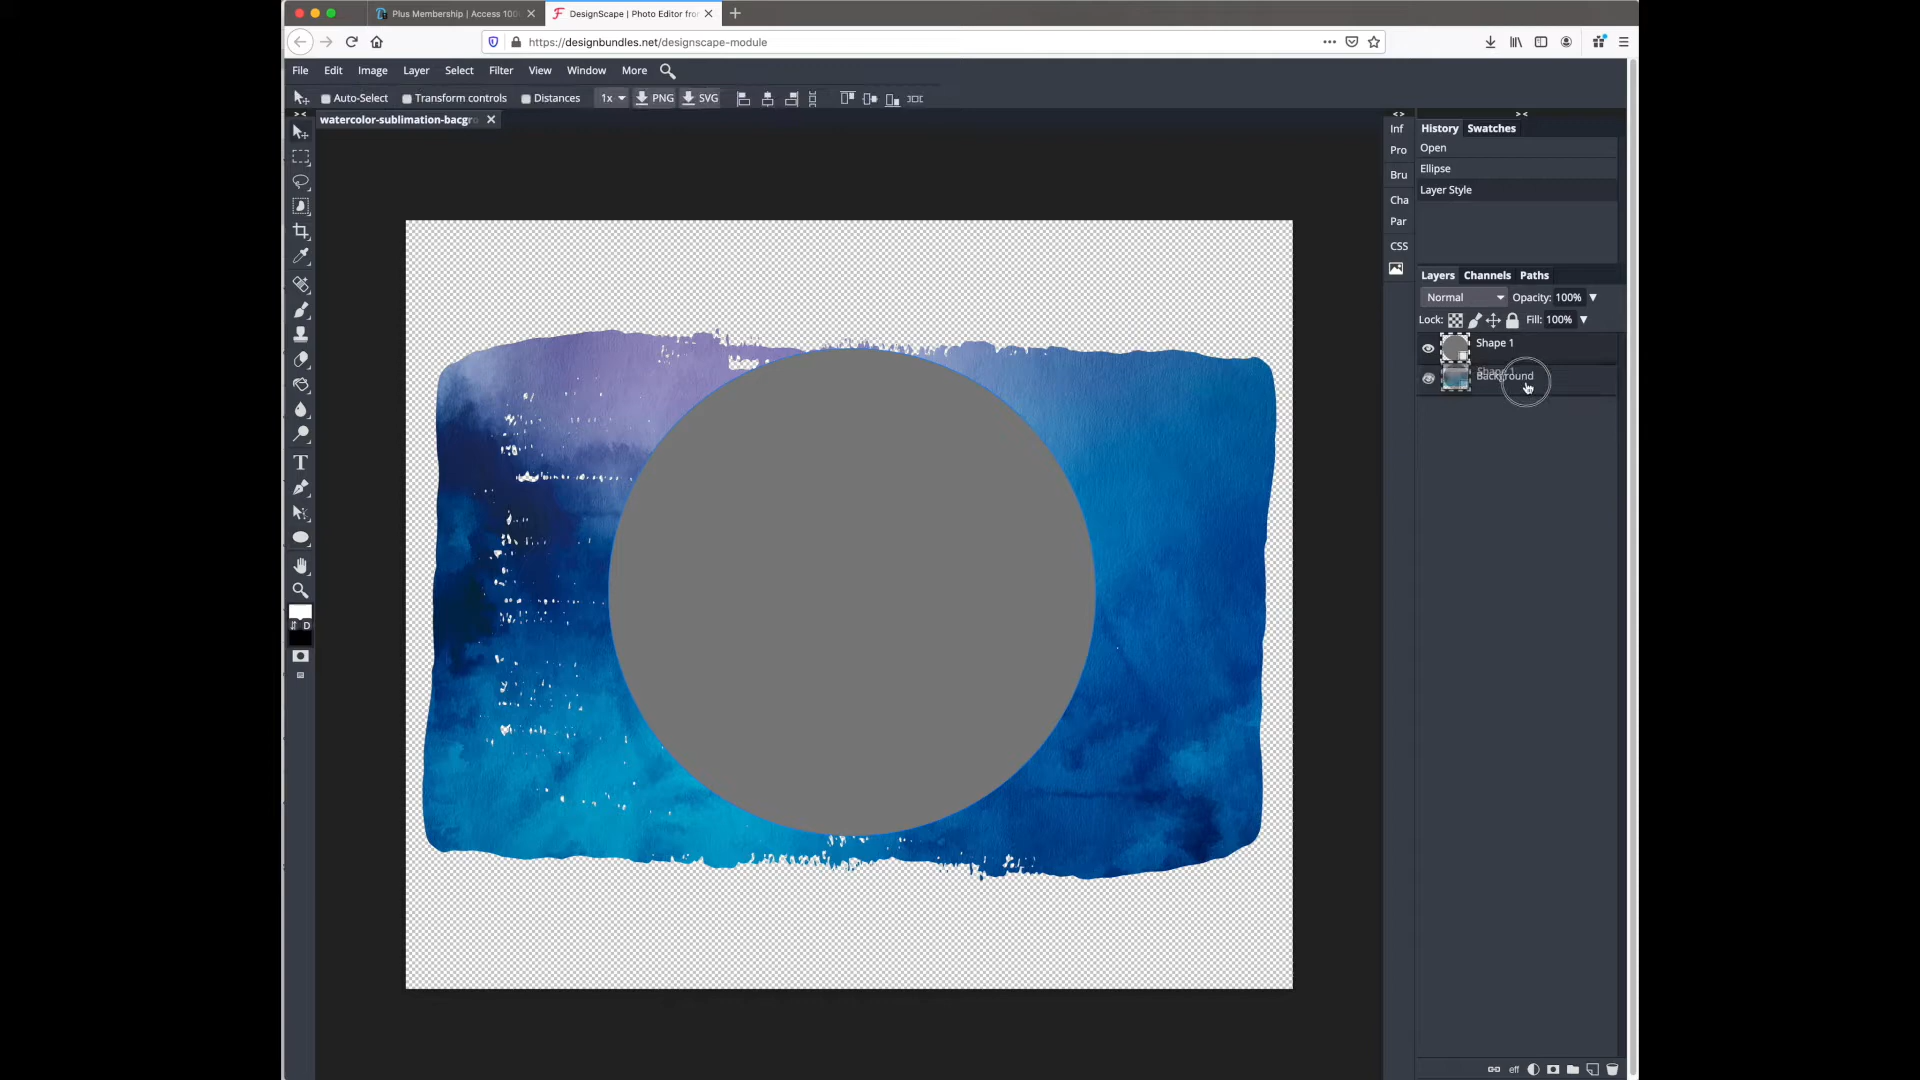 Plus Membership | Access 100
DesignScape | Photo Editor fro
https://designbundles.net/designscape-module
File Edit Image Layer Select Filter View Window More
Auto-Select Transform controls Distances 1x PNG SVG
watercolor-sublimation-bacgr
Inf
Pro
Bru
Cha
Par
CSS
History Swatches
Open
Ellipse
Layer Style
Layers Channels Paths
Normal Opacity: 100%
Lock: Fill: 100%
Shape 1
Shape 1
Background
T
D
eff